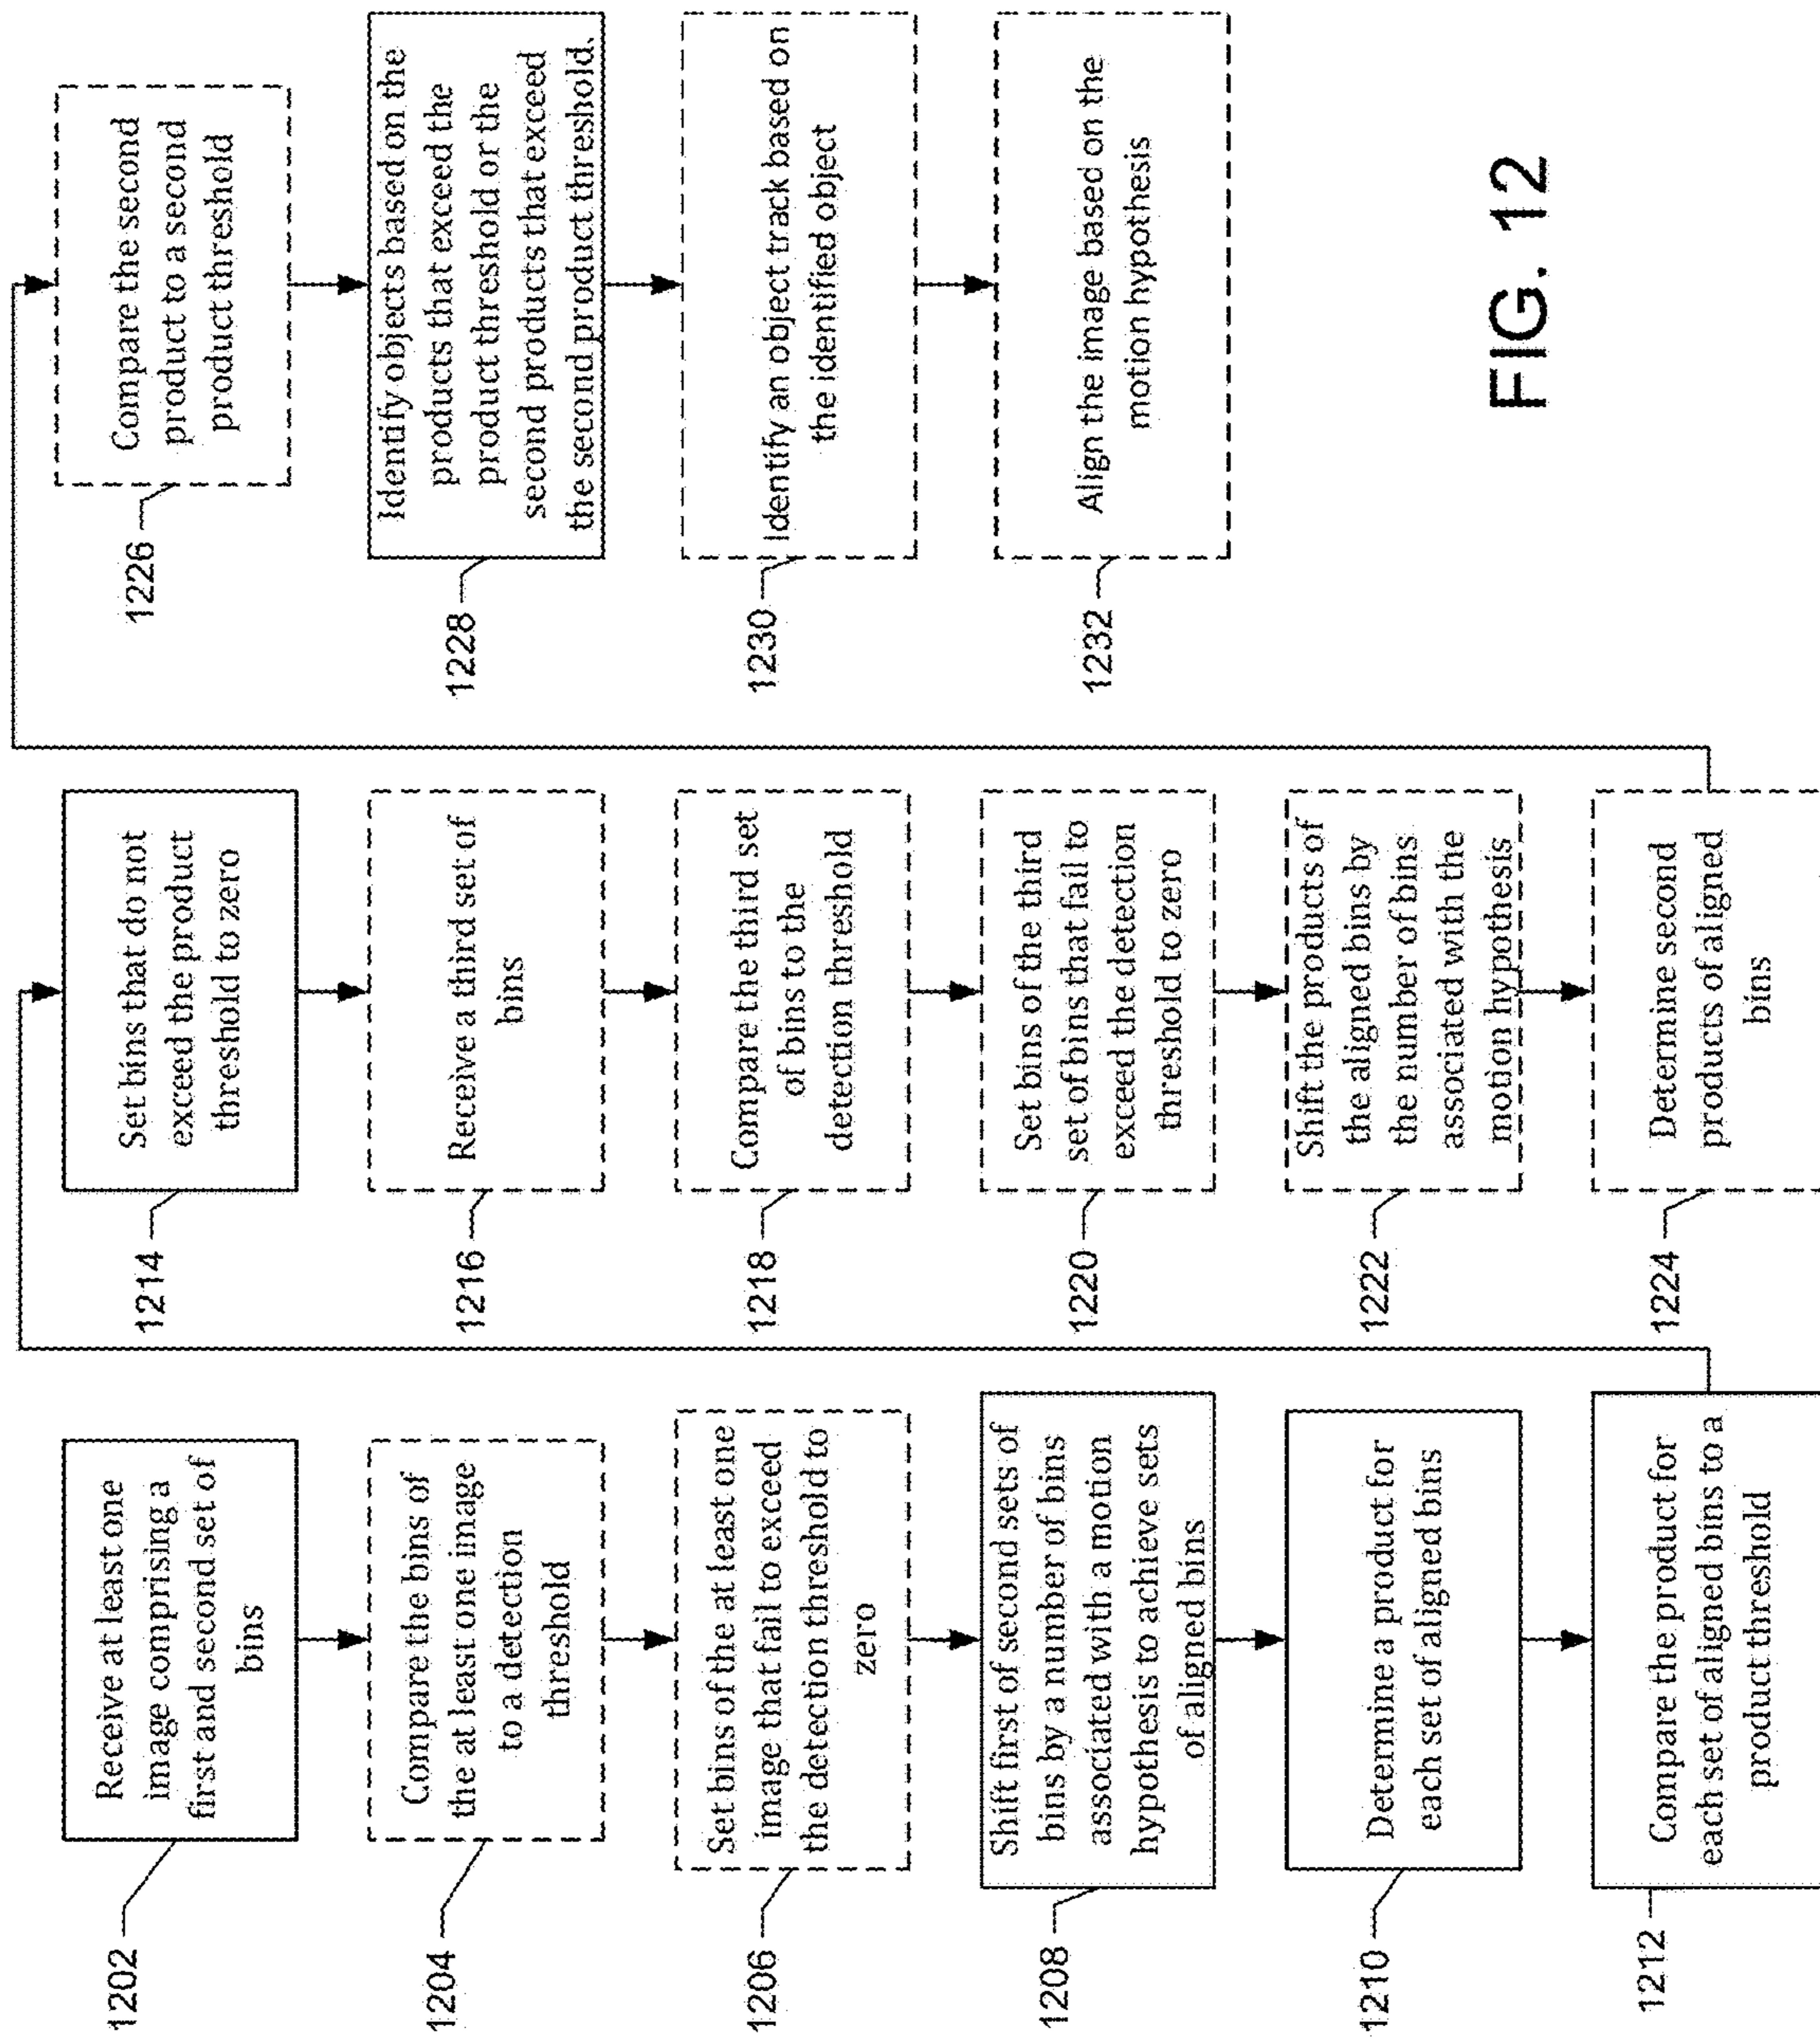 1202
Receive at least one
image comprising a
first and second set of
bins
1204
Compare the bins of
the at least one image
to a detection
threshold
1206
Set bins of the at least one
image that fail to exceed
the detection threshold to
zero
1208
Shift first of second sets of
bins by a number of bins
associated with a motion
hypothesis to achieve sets
of aligned bins
1210
Determine a product for
each set of aligned bins
1212
Compare the product for
each set of aligned bins to a
product threshold
1214
Set bins that do not
exceed the product
threshold to zero
1216
Receive a third set of
bins
1218
Compare the third set
of bins to the
detection threshold
1220
Set bins of the third
set of bins that fail to
exceed the detection
threshold to zero
1222
Shift the products of
the aligned bins by
the number of bins
associated with the
motion hypothesis
1224
Determine second
products of aligned
bins
1226
Compare the second
product to a second
product threshold
1228
Identify objects based on the
products that exceed the
product threshold or the
second products that exceed
the second product threshold.
1230
Identify an object track based on
the identified object
1232
Align the image based on the
motion hypothesis
FIG. 12